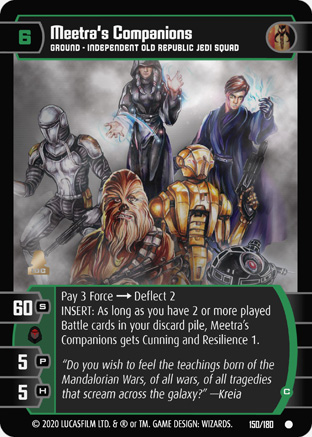 6
Meetra's Companions
GROUND - INDEPENDENT OLD REPUBLIC JEDI SQUAD
60 S
5 P
5 H
Pay 3 Force → Deflect 2
INSERT: As long as you have 2 or more played
Battle cards in your discard pile, Meetra's
Companions gets Cunning and Resilience 1.
"Do you wish to feel the teachings born of the
Mandalorian Wars, of all wars, of all tragedies
that scream across the galaxy?" —Kreia
C
© 2020 LUCASFILM LTD. & ® or TM. GAME DESIGN: WIZARDS.
150/180